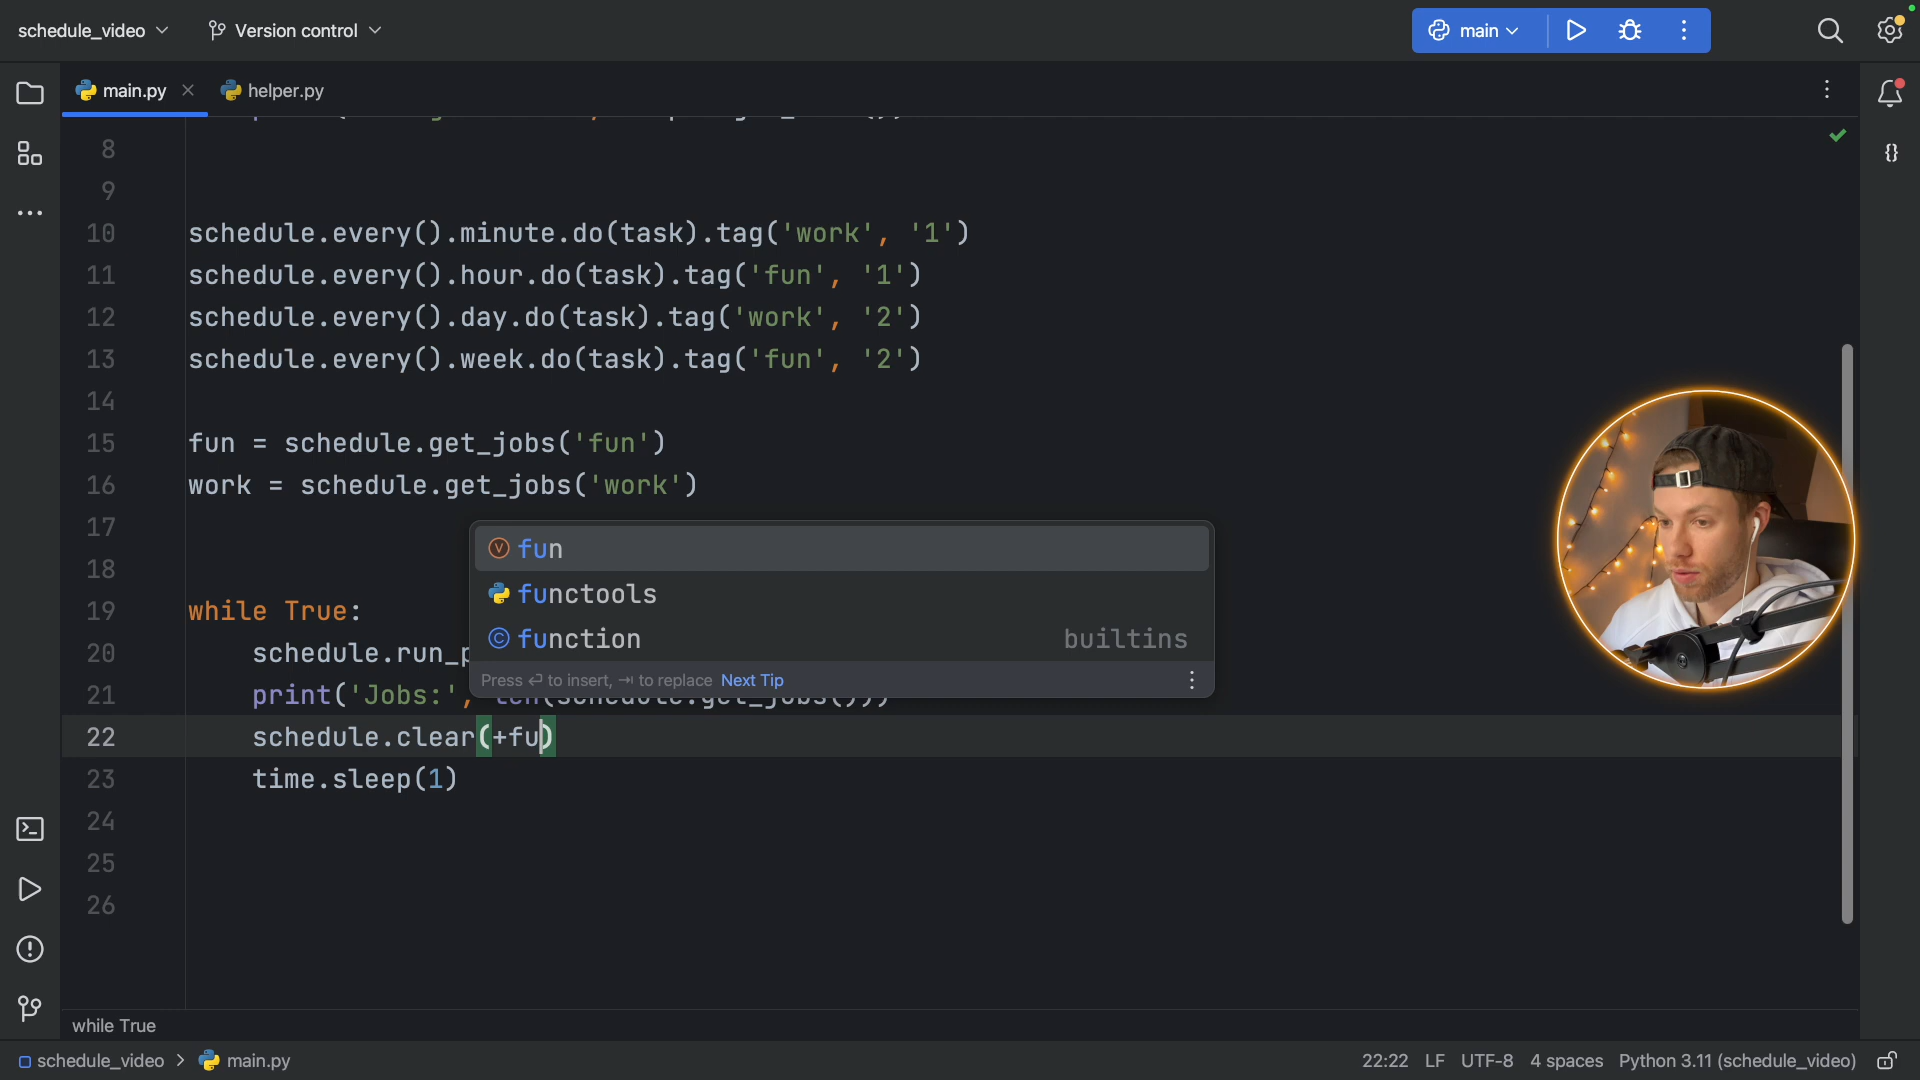 schedule_video
Version control
main
main.py
helper.py
8
9
10 schedule.every().minute.do(task).tag('work', '1')
11 schedule.every().hour.do(task).tag('fun', '1')
12 schedule.every().day.do(task).tag('work', '2')
13 schedule.every().week.do(task).tag('fun', '2')
14
15 fun = schedule.get_jobs('fun')
16 work = schedule.get_jobs('work')
17
fun
18
functools
19 while True:
function builtins
20 schedule.run_p
Press ⏎ to insert, ⇥ to replace Next Tip
21 print('Jobs:', len(schedule.get_jobs()))
22 schedule.clear(+fu)
23 time.sleep(1)
24
25
26
while True
schedule_video > main.py
22:22 LF UTF-8 4 spaces Python 3.11 (schedule_video)